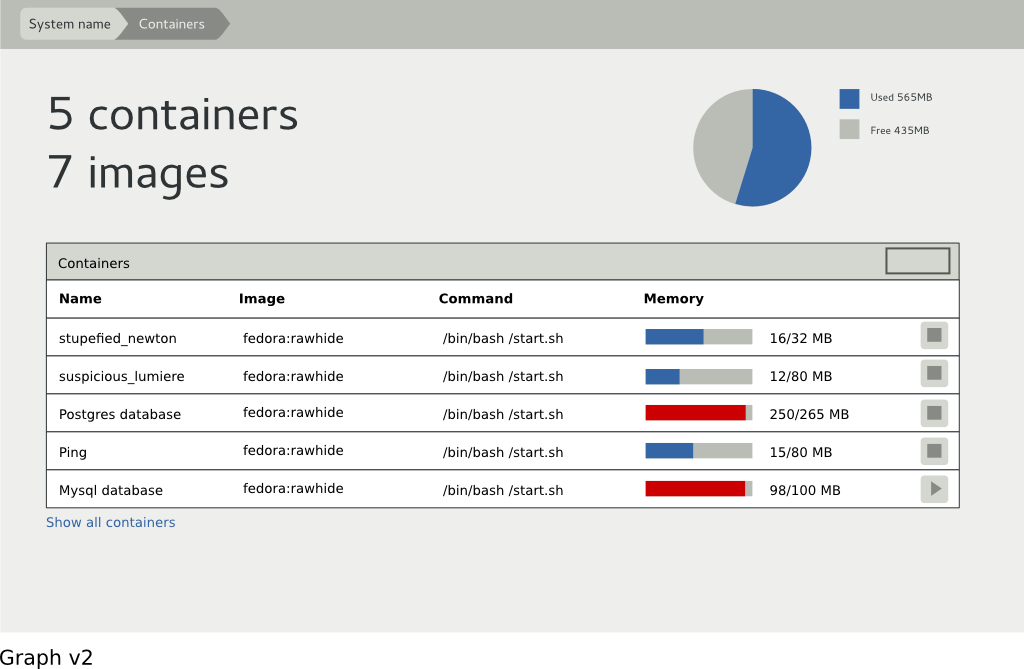 System name Containers
5 containers
7 images
Used 565MB
Free 435MB
Containers
Name Image Command Memory
stupefied_newton fedora:rawhide /bin/bash /start.sh 16/32 MB
suspicious_lumiere fedora:rawhide /bin/bash /start.sh 12/80 MB
Postgres database fedora:rawhide /bin/bash /start.sh 250/265 MB
Ping fedora:rawhide /bin/bash /start.sh 15/80 MB
Mysql database fedora:rawhide /bin/bash /start.sh 98/100 MB
Show all containers
Graph v2